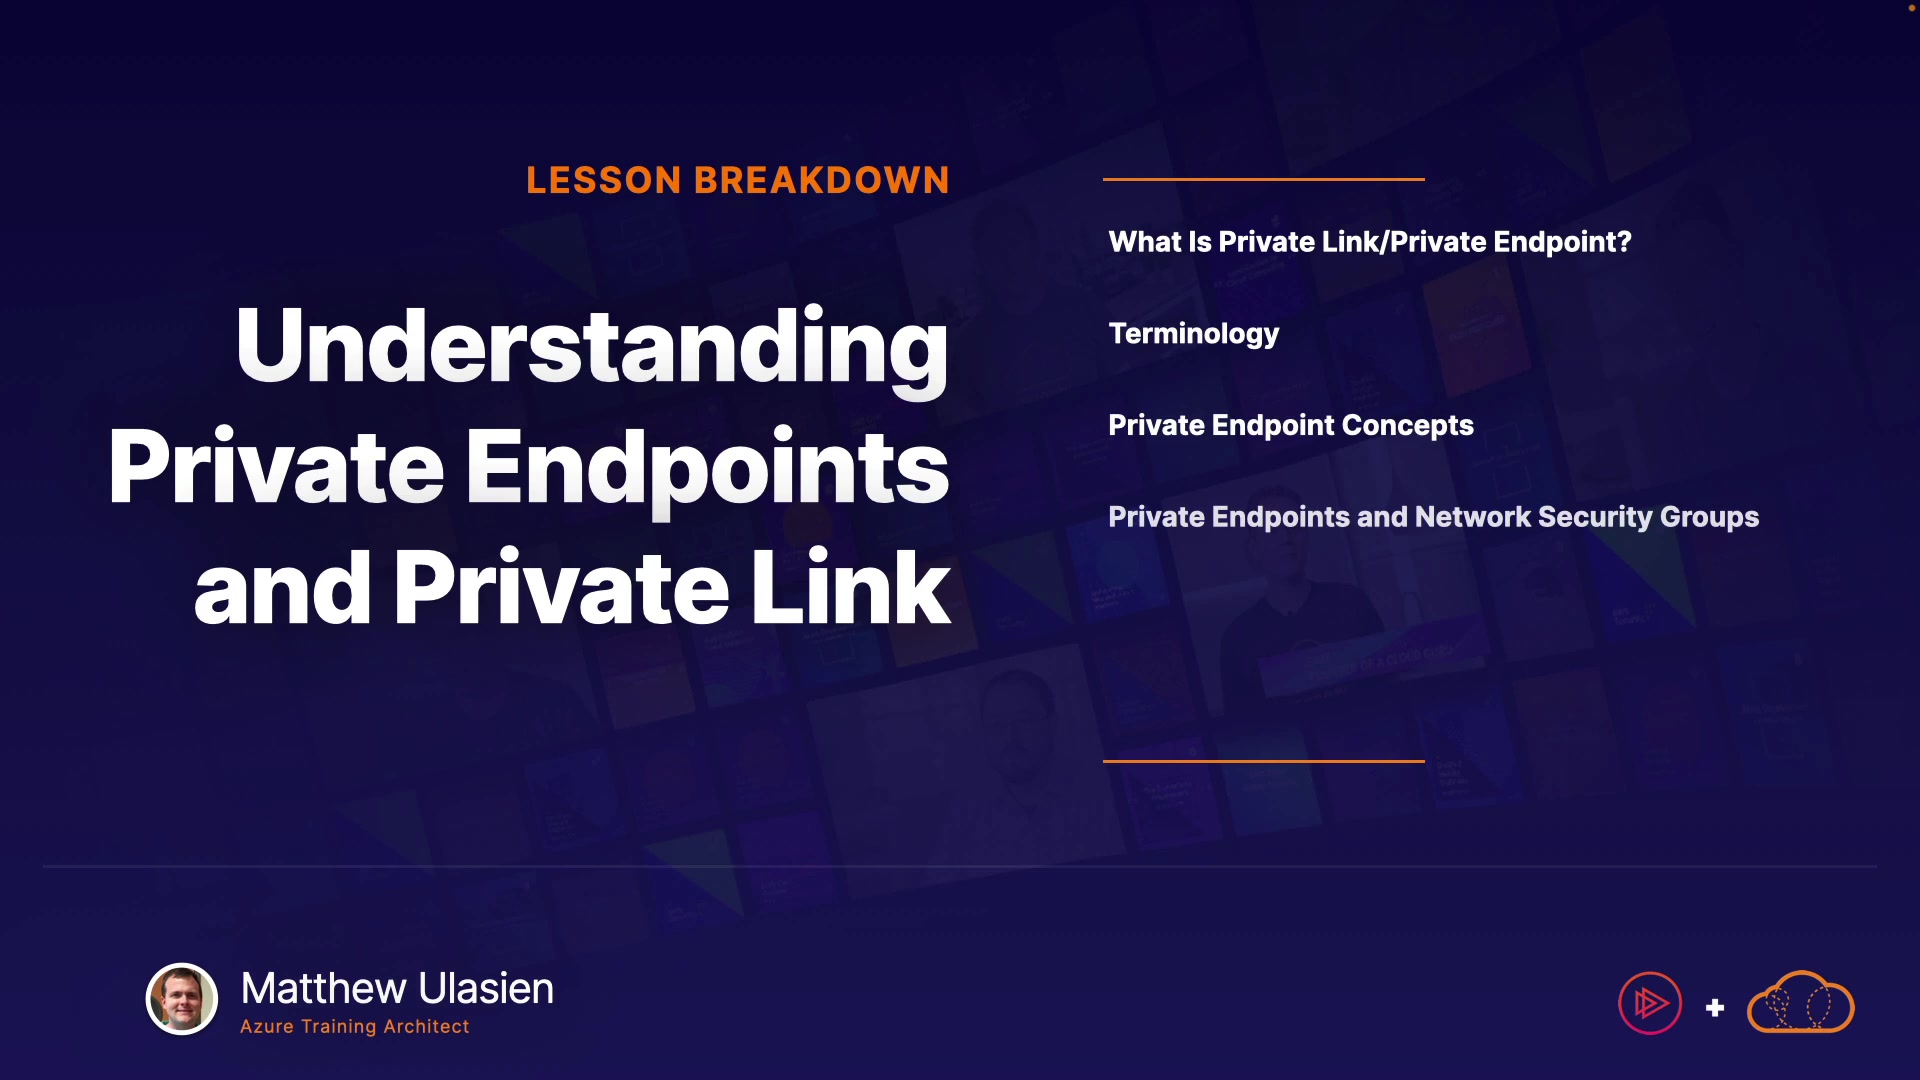 LESSON BREAKDOWN
Understanding
Private Endpoints
and Private Link
What Is Private Link/Private Endpoint?
Terminology
Private Endpoint Concepts
Private Endpoints and Network Security Groups
Matthew Ulasien
Azure Training Architect
+